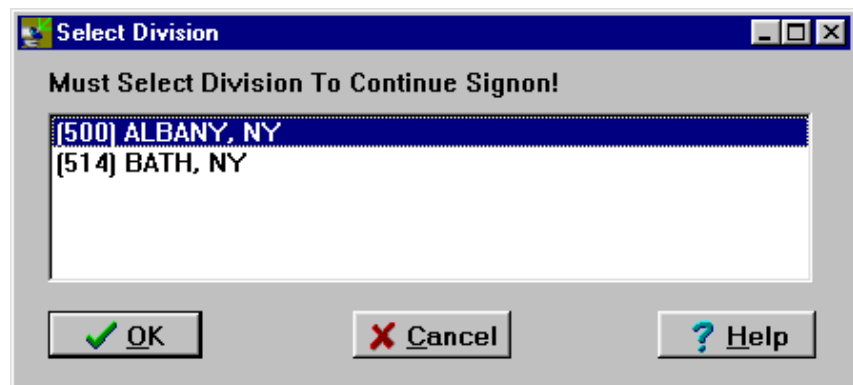 Select Division
Must Select Division To Continue Signon!
(500) ALBANY, NY
(514) BATH, NY
OK Cancel Help